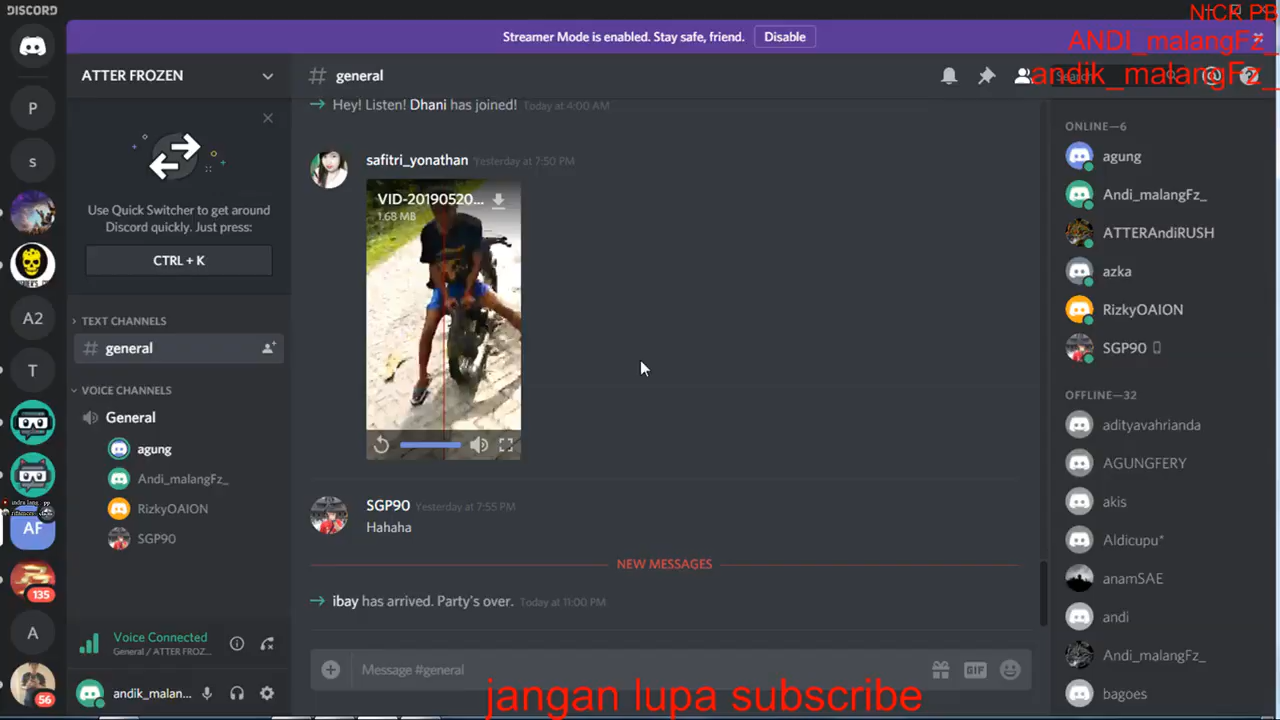 DISCORD
NICK PB
ANDI_malangFz_
andik_malangFz_
Streamer Mode is enabled. Stay safe, friend.
Disable
ATTER FROZEN
# general
Search
P
s
A2
T
AF
135
A
56
Use Quick Switcher to get around
Discord quickly. Just press:
CTRL + K
TEXT CHANNELS
# general
VOICE CHANNELS
General
agung
Andi_malangFz_
RizkyOAION
SGP90
Voice Connected
General / ATTER FROZ...
andik_malan...
Hey! Listen! Dhani has joined! Today at 4:00 AM
safitri_yonathan Yesterday at 7:50 PM
VID-20190520...
1.68 MB
SGP90 Yesterday at 7:55 PM
Hahaha
NEW MESSAGES
ibay has arrived. Party's over. Today at 11:00 PM
Message #general
GIF
jangan lupa subscribe
ONLINE—6
agung
Andi_malangFz_
ATTERAndiRUSH
azka
RizkyOAION
SGP90
OFFLINE—32
adityavahrianda
AGUNGFERY
akis
Aldicupu*
anamSAE
andi
Andi_malangFz_
bagoes